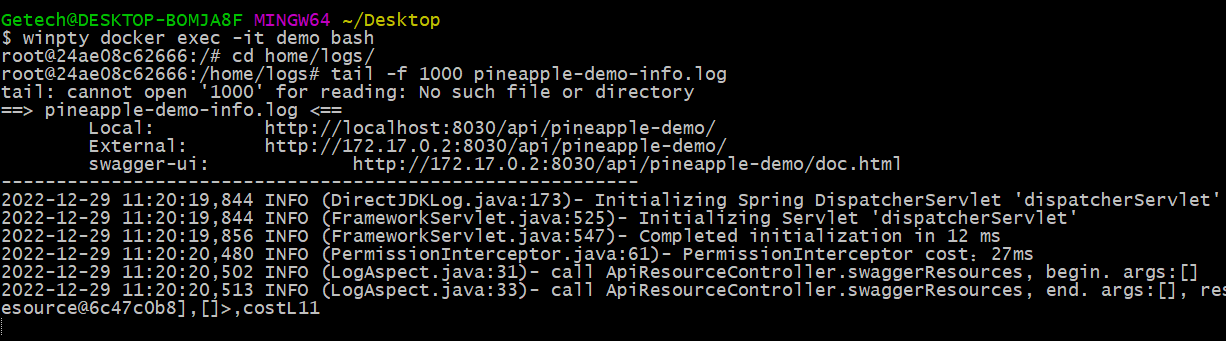 Getech@DESKTOP-BOMJA8F MINGW64 ~/Desktop
$ winpty docker exec -it demo bash
root@24ae08c62666:/# cd home/logs/
root@24ae08c62666:/home/logs# tail -f 1000 pineapple-demo-info.log
tail: cannot open '1000' for reading: No such file or directory
==> pineapple-demo-info.log <==
        Local:          http://localhost:8030/api/pineapple-demo/
        External:       http://172.17.0.2:8030/api/pineapple-demo/
        swagger-ui:             http://172.17.0.2:8030/api/pineapple-demo/doc.html
----------------------------------------------------------
2022-12-29 11:20:19,844 INFO (DirectJDKLog.java:173)- Initializing Spring DispatcherServlet 'dispatcherServlet'
2022-12-29 11:20:19,844 INFO (FrameworkServlet.java:525)- Initializing Servlet 'dispatcherServlet'
2022-12-29 11:20:19,856 INFO (FrameworkServlet.java:547)- Completed initialization in 12 ms
2022-12-29 11:20:20,480 INFO (PermissionInterceptor.java:61)- PermissionInterceptor cost：27ms
2022-12-29 11:20:20,502 INFO (LogAspect.java:31)- call ApiResourceController.swaggerResources, begin. args:[]
2022-12-29 11:20:20,513 INFO (LogAspect.java:33)- call ApiResourceController.swaggerResources, end. args:[], res
esource@6c47c0b8],[]>,costL11